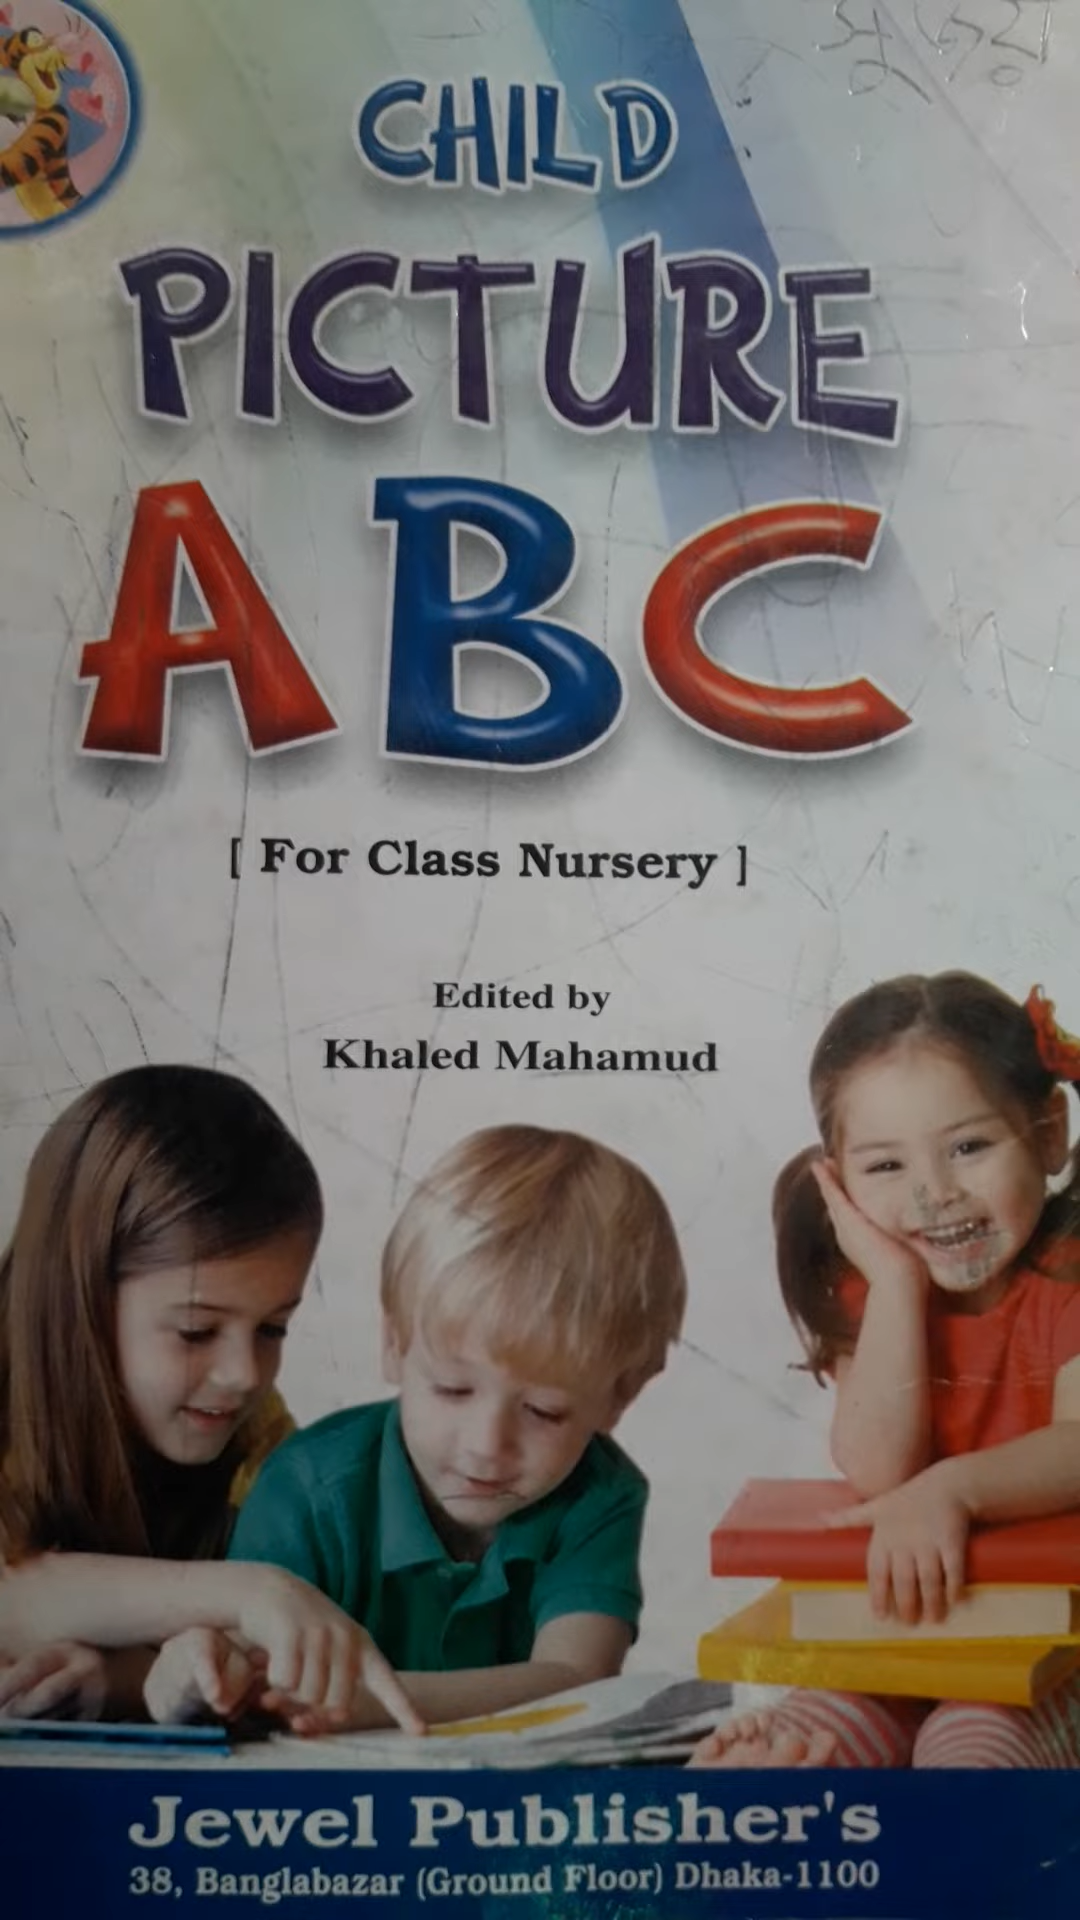 CHILD
PICTURE
ABC
[ For Class Nursery ]
Edited by
Khaled Mahamud
Jewel Publisher's
38, Banglabazar (Ground Floor) Dhaka-1100